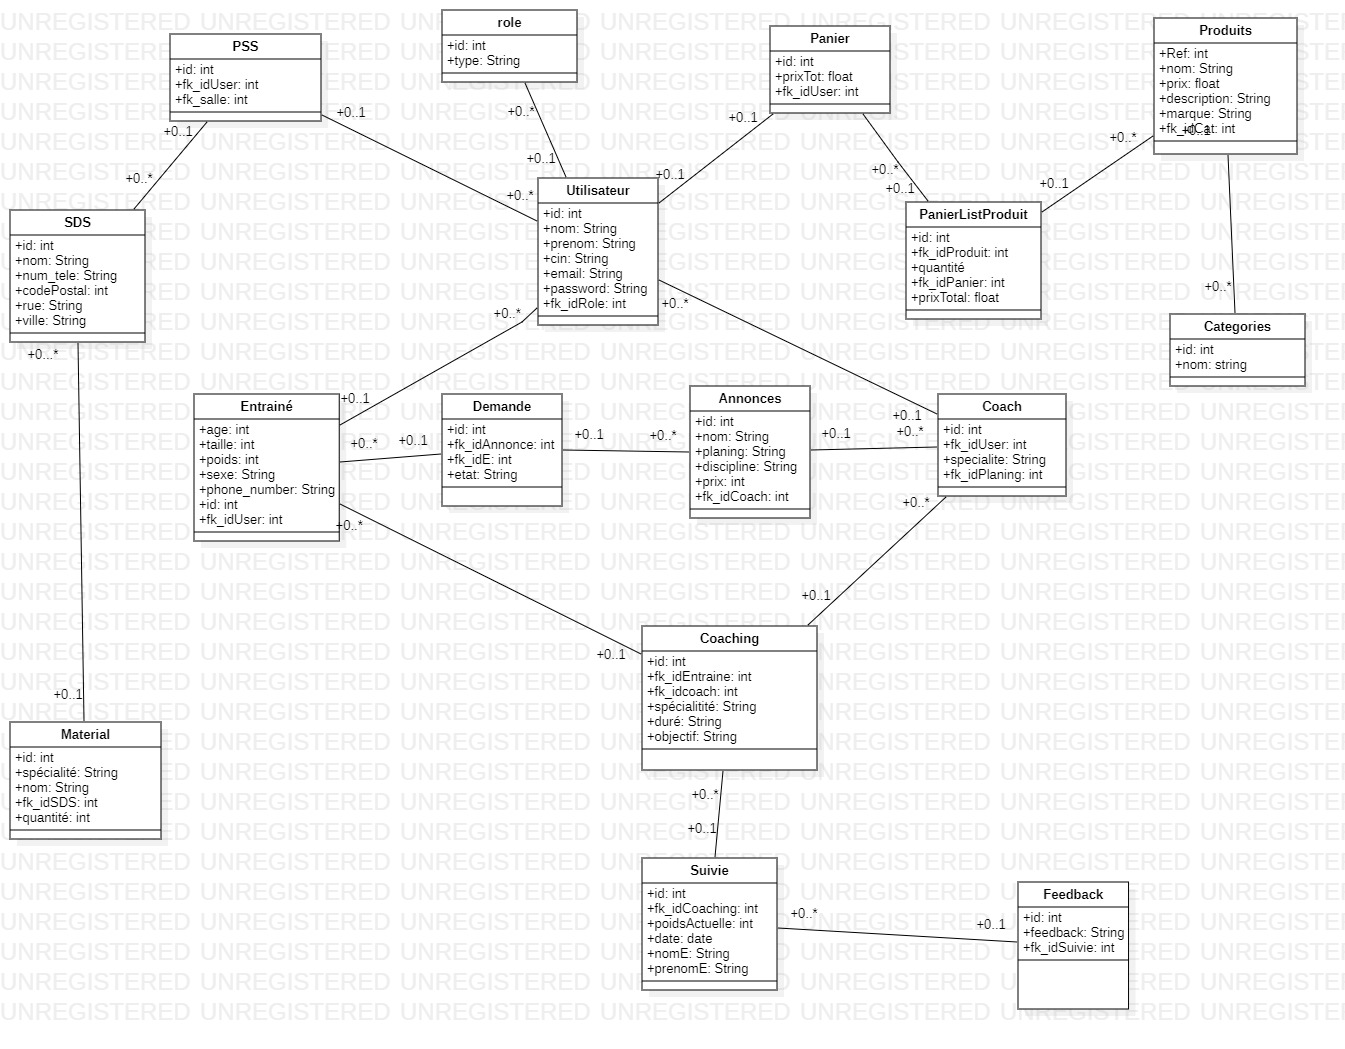 PSS
+id: int
+fk_idUser: int
+fk_salle: int
role
+id: int
+type: String
Panier
+id: int
+prixTot: float
+fk_idUser: int
Produits
+Ref: int
+nom: String
+prix: float
+description: String
+marque: String
+fk_idCat: int
+0..1
+0..1
+0..*
+0..1
+0..*
+0..1
+0..*
+0..1
+0..1
+0..*
+0..1
+0..*
+0..1
+0..*
+0..1
+0..*
SDS
+id: int
+nom: String
+num_tele: String
+codePostal: int
+rue: String
+ville: String
+0...*
Utilisateur
+id: int
+nom: String
+prenom: String
+cin: String
+email: String
+password: String
+fk_idRole: int
+0..*
+0..*
PanierListProduit
+id: int
+fk_idProduit: int
+quantité
+fk_idPanier: int
+prixTotal: float
Categories
+id: int
+nom: string
Entrainé
+age: int
+taille: int
+poids: int
+sexe: String
+phone_number: String
+id: int
+fk_idUser: int
+0..1
+0..*
+0..1
+0..*
Demande
+id: int
+fk_idAnnonce: int
+fk_idE: int
+etat: String
+0..1
+0..*
Annonces
+id: int
+nom: String
+planing: String
+discipline: String
+prix: int
+fk_idCoach: int
+0..1
+0..1
+0..*
Coach
+id: int
+fk_idUser: int
+specialite: String
+fk_idPlaning: int
+0..*
+0..1
+0..1
Coaching
+id: int
+fk_idEntraine: int
+fk_idcoach: int
+spécialitité: String
+duré: String
+objectif: String
+0..1
Material
+id: int
+spécialité: String
+nom: String
+fk_idSDS: int
+quantité: int
+0..*
+0..1
Suivie
+id: int
+fk_idCoaching: int
+poidsActuelle: int
+date: date
+nomE: String
+prenomE: String
+0..*
+0..1
Feedback
+id: int
+feedback: String
+fk_idSuivie: int
UNREGISTERED